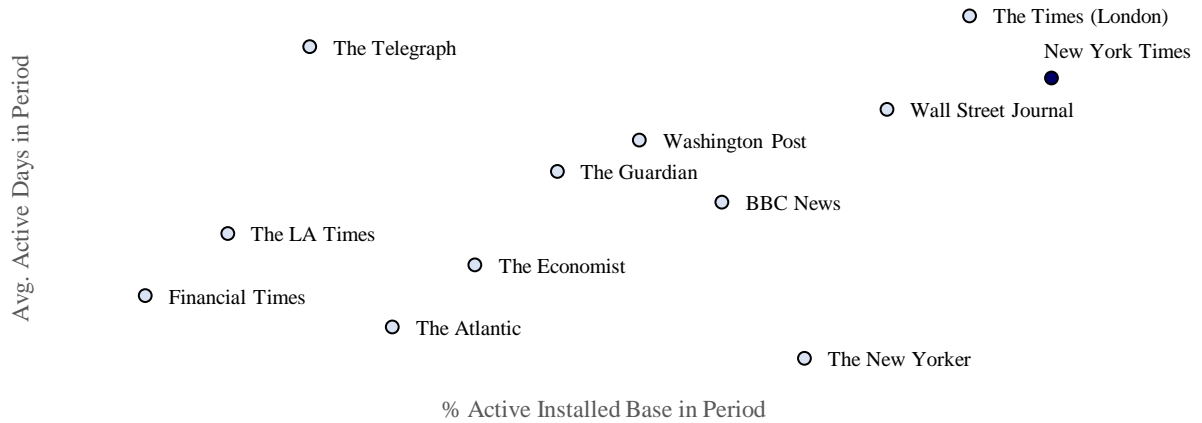 The Times (London)
The Telegraph
New York Times
Wall Street Journal
Washington Post
The Guardian
BBC News
The LA Times
The Economist
Financial Times
The Atlantic
The New Yorker
Avg. Active Days in Period
% Active Installed Base in Period